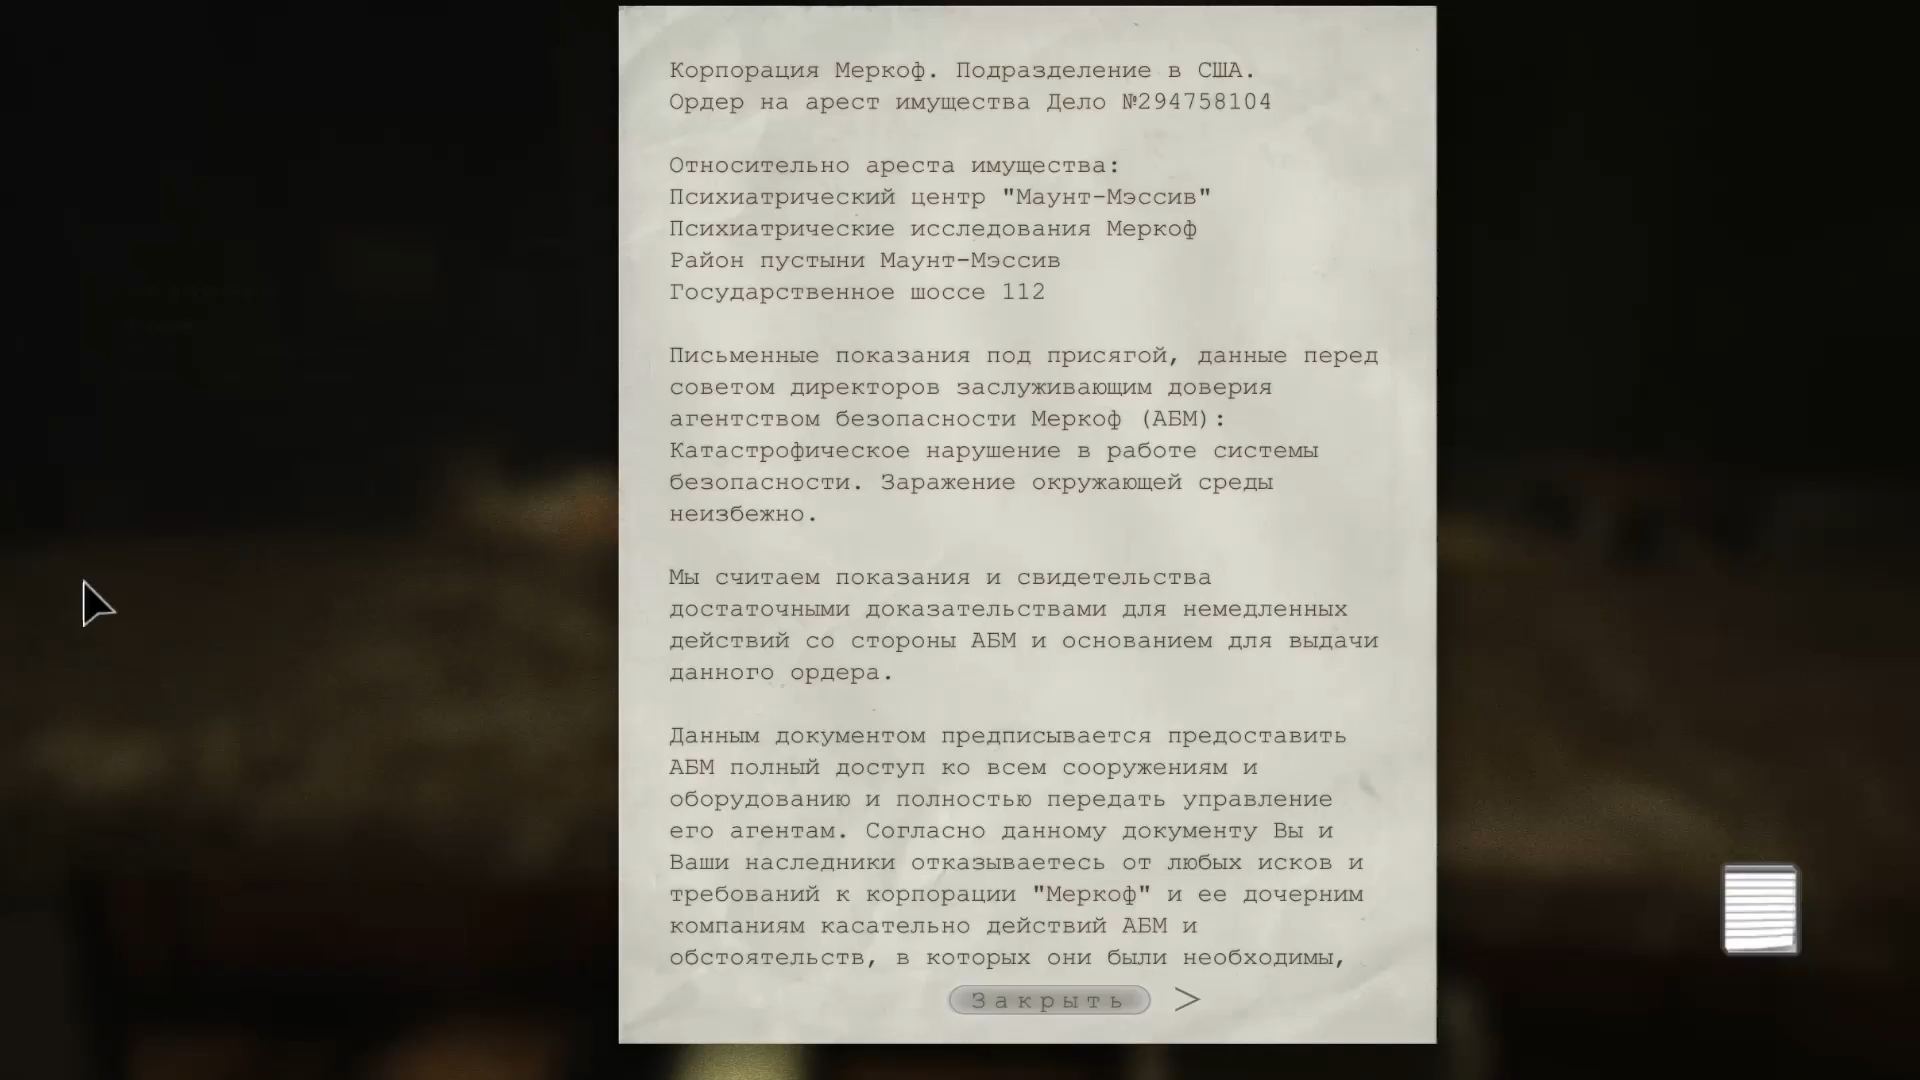 Корпорация Меркоф. Подразделение в США.
Ордер на арест имущества Дело №294758104
Относительно ареста имущества:
Психиатрический центр "Маунт-Мэссив"
Психиатрические исследования Меркоф
Район пустыни Маунт-Мэссив
Государственное шоссе 112
Письменные показания под присягой, данные перед
советом директоров заслуживающим доверия
агентством безопасности Меркоф (АБМ):
Катастрофическое нарушение в работе системы
безопасности. Заражение окружающей среды
неизбежно.
Мы считаем показания и свидетельства
достаточными доказательствами для немедленных
действий со стороны АБМ и основанием для выдачи
данного ордера.
Данным документом предписывается предоставить
АБМ полный доступ ко всем сооружениям и
оборудованию и полностью передать управление
его агентам. Согласно данному документу Вы и
Ваши наследники отказываетесь от любых исков и
требований к корпорации "Меркоф" и ее дочерним
компаниям касательно действий АБМ и
обстоятельств, в которых они были необходимы,
Закрыть >